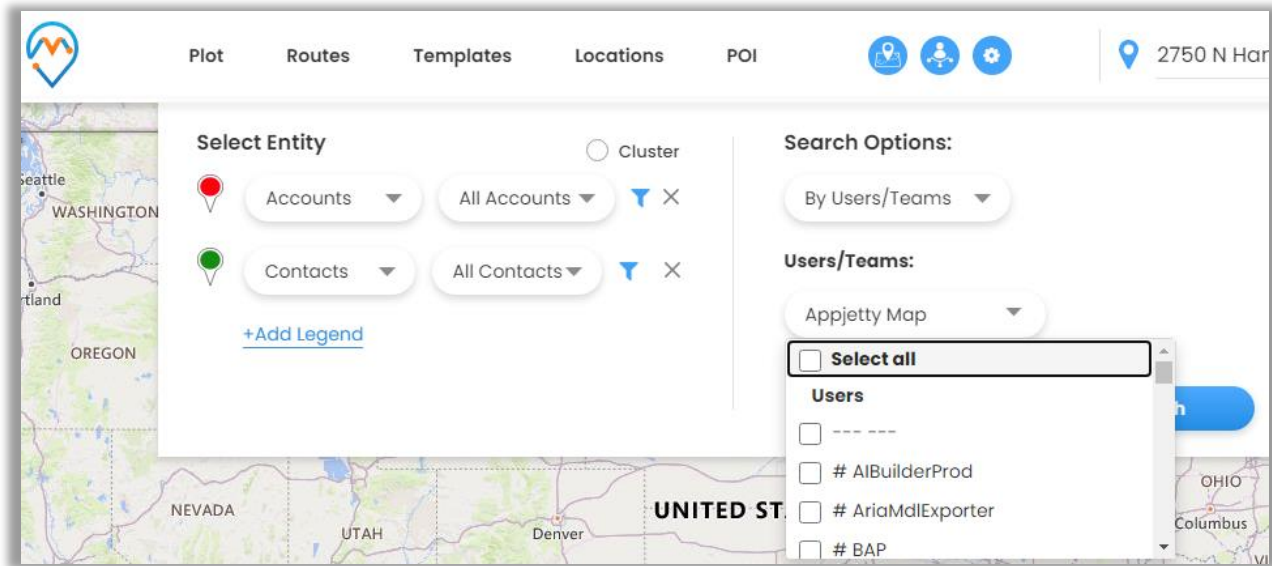 Plot Routes Templates Locations POI 2750 N Har
Select Entity Cluster
Accounts All Accounts
Contacts All Contacts
+Add Legend
Search Options:
By Users/Teams
Users/Teams:
Appjetty Map
Select all
Users
--- ---
# AIBuilderProd
# AriaMdlExporter
# BAP
h
Seattle
WASHINGTON
rtland
OREGON
NEVADA
UTAH
Denver
UNITED ST
OHIO
Columbus